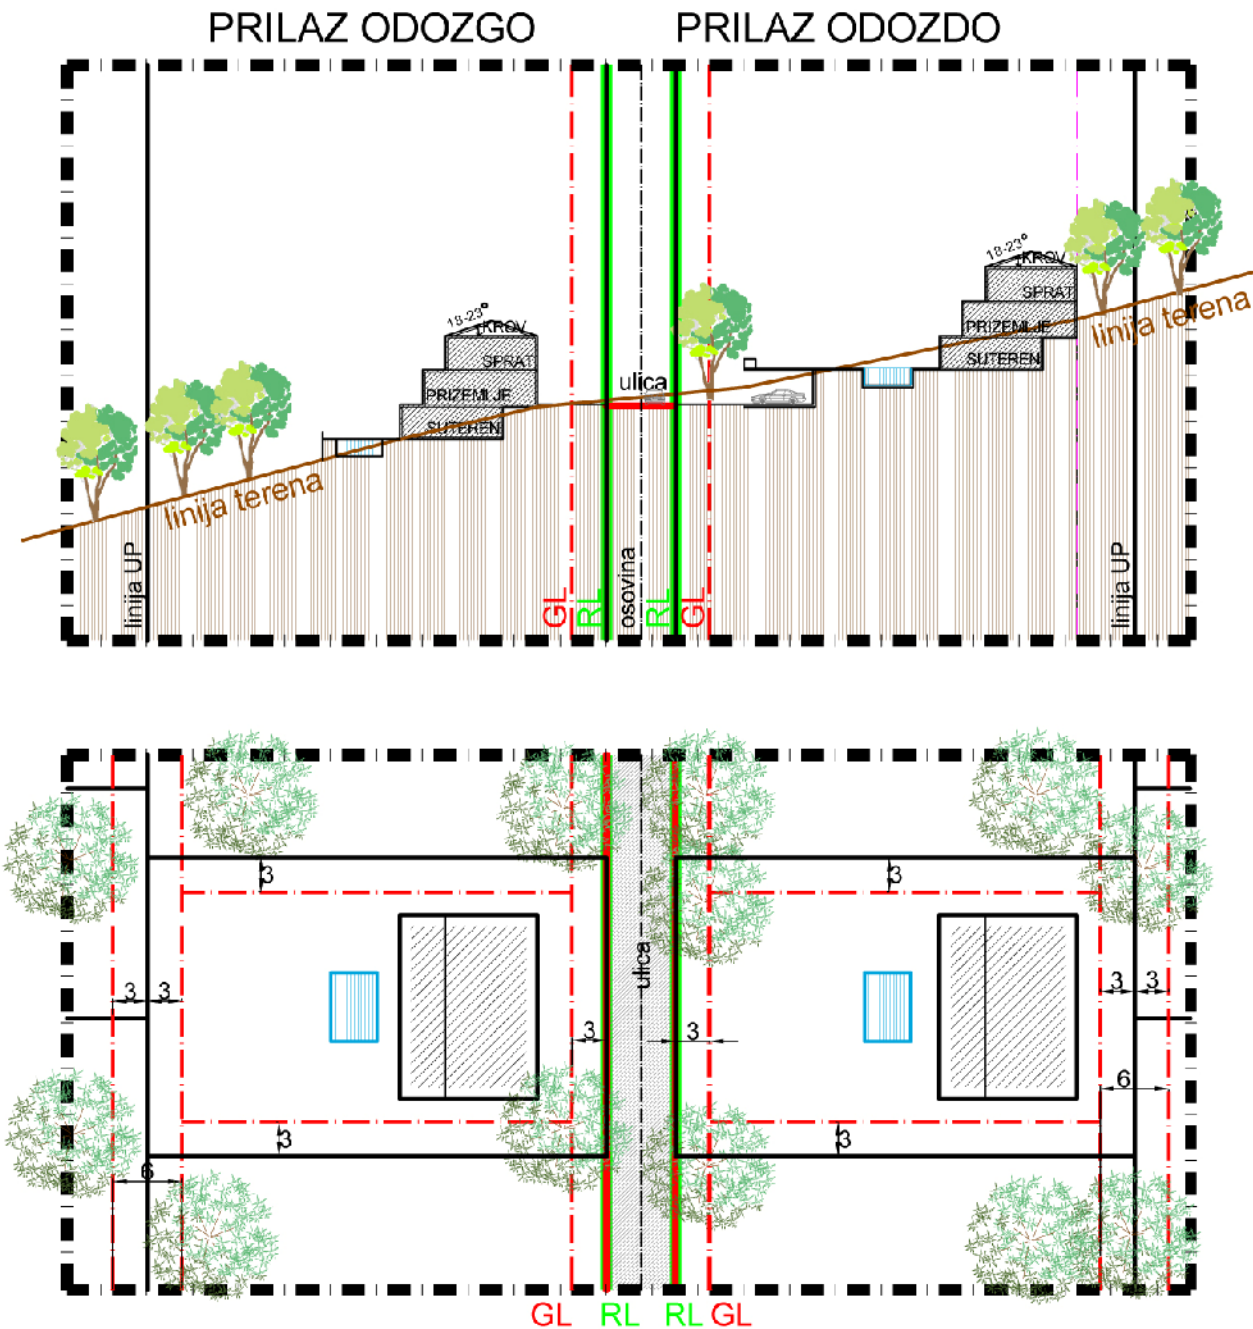 PRILAZ ODOZGO
PRILAZ ODOZDO
18-23°
KROV
SPRAT
PRIZEMLJE
SUTEREN
linija terena
linija UP
ulica
18-23°
KROV
SPRAT
PRIZEMLJE
SUTEREN
linija terena
linija UP
GL
RL
osovina
RL
GL
3
3
3
3
3
3
ulica
3
3
6
3
3
6
GL
RL
RL
GL